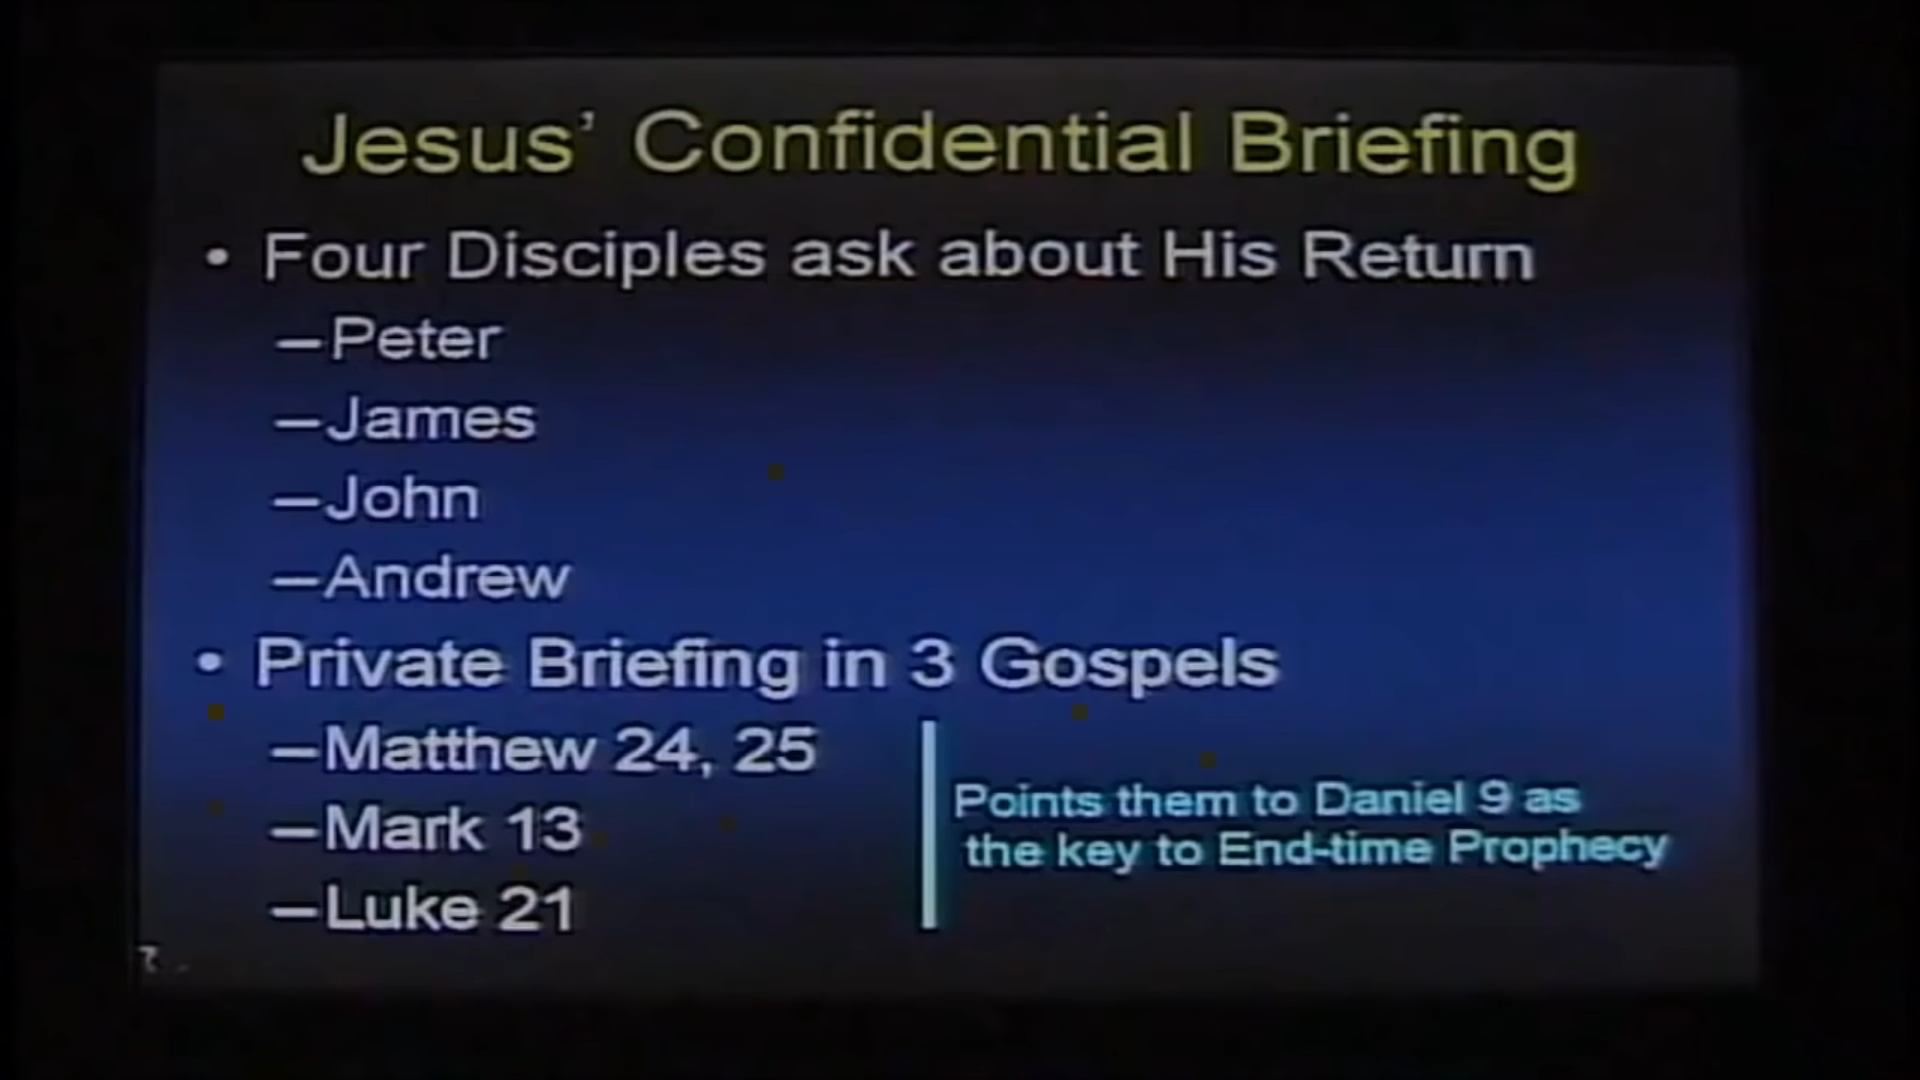 Jesus’ Confidential Briefing
• Four Disciples ask about His Return
–Peter
–James
–John
–Andrew
• Private Briefing in 3 Gospels
–Matthew 24, 25
–Mark 13
–Luke 21
Points them to Daniel 9 as
the key to End-time Prophecy